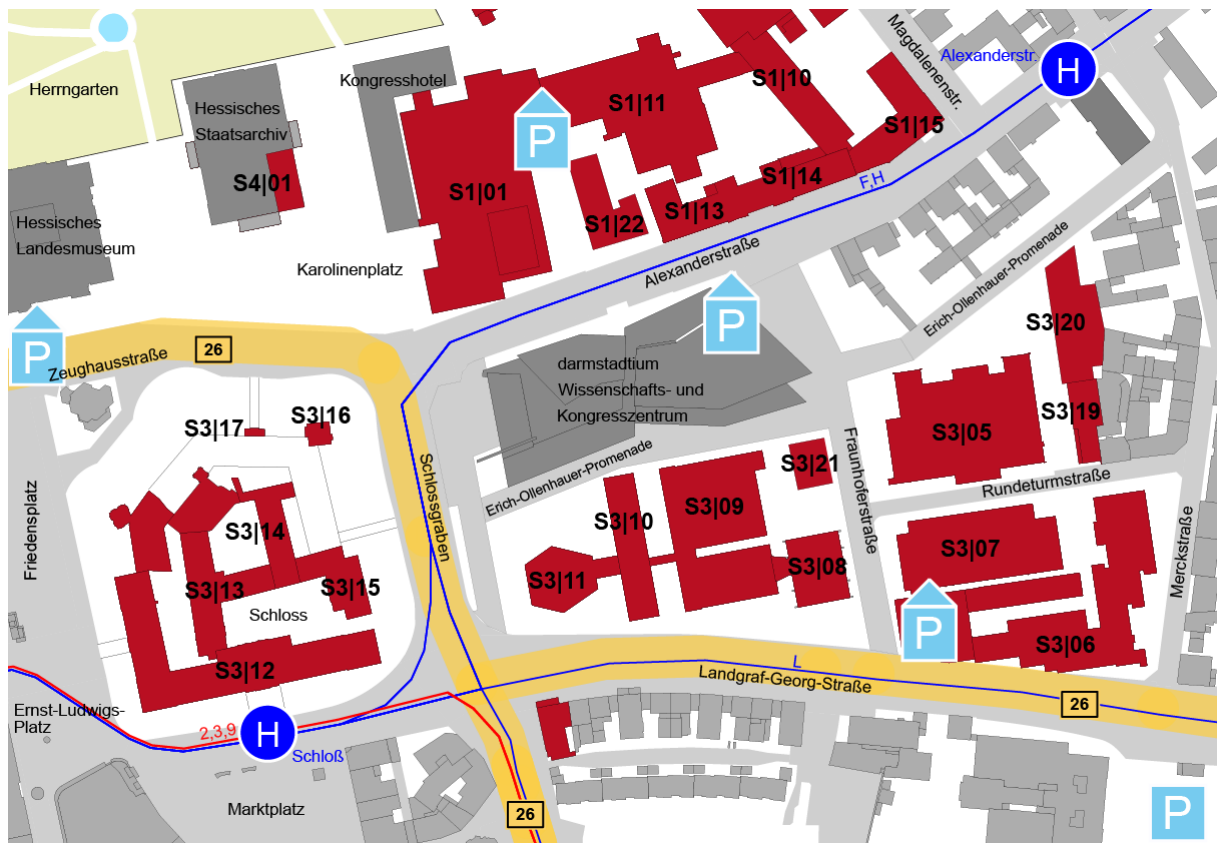 Herrngarten
Hessisches
Staatsarchiv
S4|01
Hessisches
Landesmuseum
Kongresshotel
S1|01
P
S1|11
S1|10
Magdalenenstr.
Alexanderstr.
H
S1|15
S1|14
S1|13
S1|22
F,H
Karolinenplatz
Alexanderstraße
P
P
Zeughausstraße
26
darmstadtium
Wissenschafts- und
Kongresszentrum
Erich-Ollenhauer-Promenade
Erich-Ollenhauer-Promenade
S3|20
S3|19
S3|05
Rundeturmstraße
Fraunhoferstraße
Merckstraße
S3|17
S3|16
Schlossgraben
Friedensplatz
S3|14
S3|13
S3|15
Schloss
S3|12
S3|10
S3|09
S3|21
S3|11
S3|08
S3|07
P
S3|06
L
Landgraf-Georg-Straße
26
Ernst-Ludwigs-
Platz
2,3,9
H
Schloß
Marktplatz
26
P